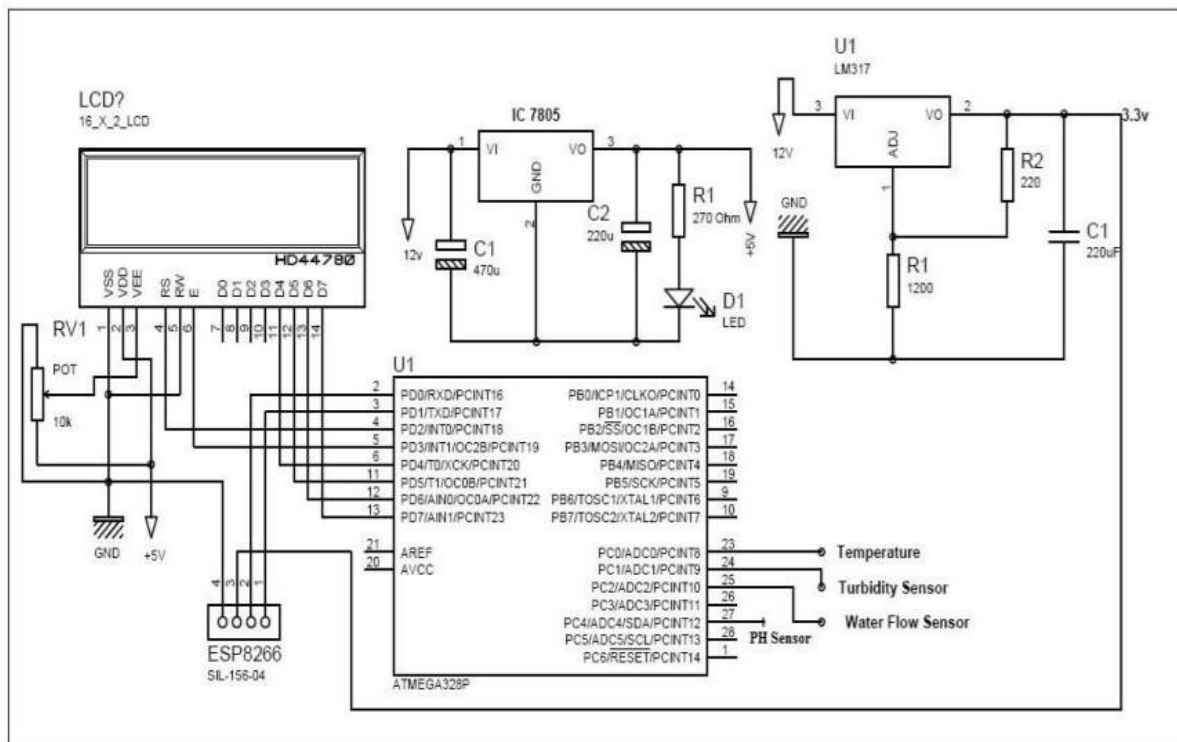 LCD?
16_X_2_LCD
HD44780
VSS
VDD
VEE
RS
RW
E
D0
D1
D2
D3
D4
D5
D6
D7
1
2
3
4
5
6
7
8
9
10
11
12
13
14
RV1
POT
10k
GND
+5V
4
3
2
1
ESP8266
SIL-156-04
IC 7805
1
VI
VO
3
GND
2
12v
C1
470u
C2
220u
R1
270 Ohm
D1
LED
+5V
U1
LM317
3
VI
VO
2
ADJ
1
12V
GND
3.3v
R2
220
R1
1200
C1
220uF
U1
2 PD0/RXD/PCINT16
3 PD1/TXD/PCINT17
4 PD2/INT0/PCINT18
5 PD3/INT1/OC2B/PCINT19
6 PD4/T0/XCK/PCINT20
11 PD5/T1/OC0B/PCINT21
12 PD6/AIN0/OC0A/PCINT22
13 PD7/AIN1/PCINT23
21 AREF
20 AVCC
PB0/ICP1/CLKO/PCINT0 14
PB1/OC1A/PCINT1 15
PB2/SS/OC1B/PCINT2 16
PB3/MOSI/OC2A/PCINT3 17
PB4/MISO/PCINT4 18
PB5/SCK/PCINT5 19
PB6/TOSC1/XTAL1/PCINT6 9
PB7/TOSC2/XTAL2/PCINT7 10
PC0/ADC0/PCINT8 23
PC1/ADC1/PCINT9 24
PC2/ADC2/PCINT10 25
PC3/ADC3/PCINT11 26
PC4/ADC4/SDA/PCINT12 27
PC5/ADC5/SCL/PCINT13 28
PC6/RESET/PCINT14 1
ATMEGA328P
Temperature
Turbidity Sensor
Water Flow Sensor
PH Sensor